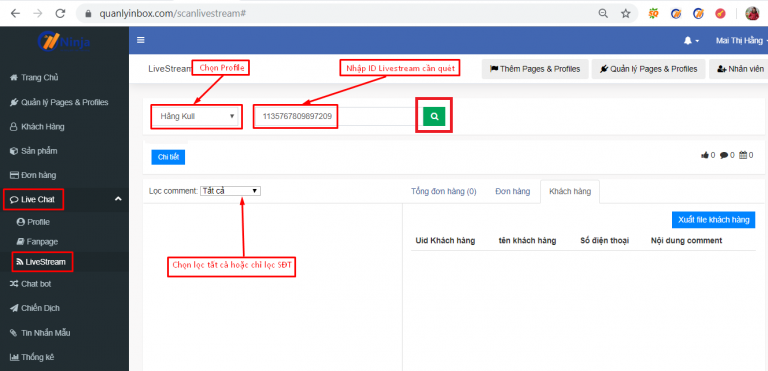 quanlyinbox.com/scanlivestream#
Ninja
Mai Thị Hằng
LiveStream
Chọn Profile
Nhập ID Livestream cần quét
Thêm Pages & Profiles
Quản lý Pages & Profiles
Nhân viên
Trang Chủ
Quản lý Pages & Profiles
Khách Hàng
Sản phẩm
Đơn hàng
Live Chat
Profile
Fanpage
LiveStream
Chat bot
Chiến Dịch
Tin Nhắn Mẫu
Thống kê
Hằng Kull
1135767809897209
Chi tiết
0 0 0
Lọc comment: Tất cả
Tổng đơn hàng (0)
Đơn hàng
Khách hàng
Xuất file khách hàng
Uid Khách hàng
tên khách hàng
Số điện thoại
Nội dung comment
Chọn lọc tất cả hoặc chỉ lọc SĐT